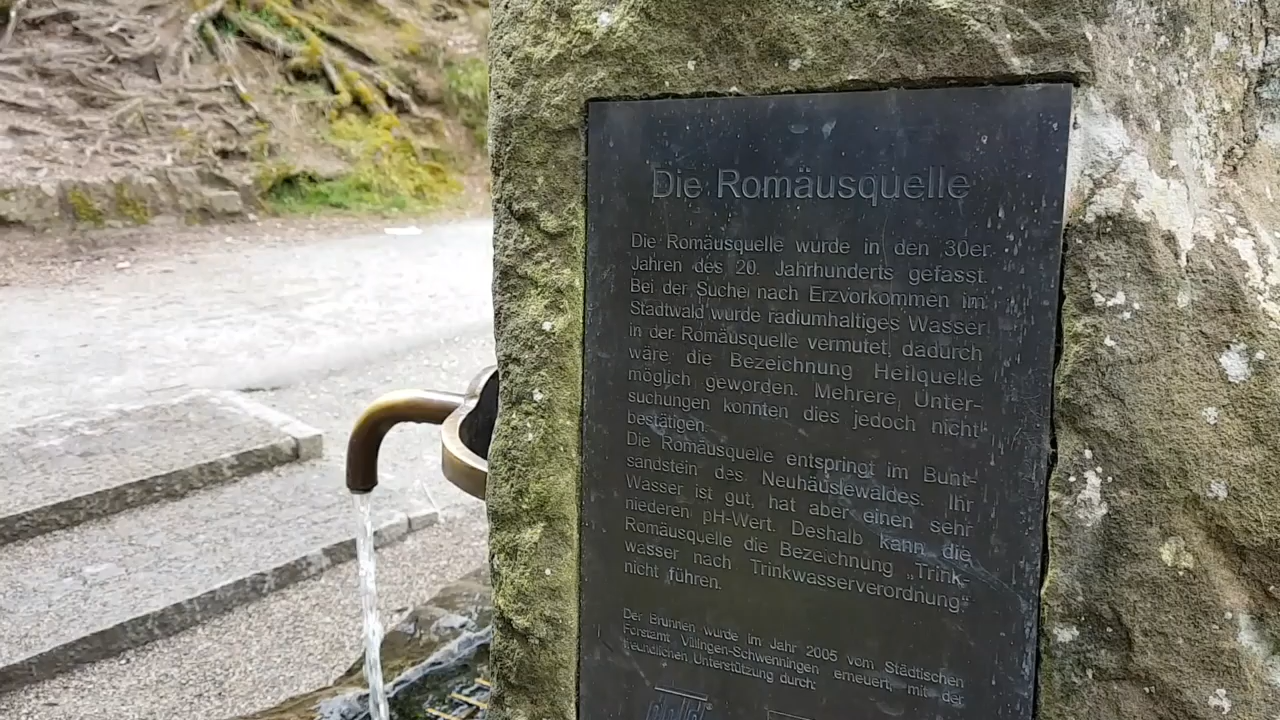 Die Romäusquelle
Die Romäusquelle wurde in den 30er
Jahren des 20. Jahrhunderts gefasst.
Bei der Suche nach Erzvorkommen im
Stadtwald wurde radiumhaltiges Wasser
in der Romäusquelle vermutet, dadurch
wäre die Bezeichnung Heilquelle
möglich geworden. Mehrere Unter-
suchungen konnten dies jedoch nicht
bestätigen.
Die Romäusquelle entspringt im Bunt-
sandstein des Neuhäuslewaldes. Ihr
Wasser ist gut, hat aber einen sehr
niederen pH-Wert. Deshalb kann die
Romäusquelle die Bezeichnung „Trink-
wasser nach Trinkwasserverordnung“
nicht führen.
Der Brunnen wurde im Jahr 2005 vom Städtischen
Forstamt Villingen-Schwenningen erneuert, mit der
freundlichen Unterstützung durch: